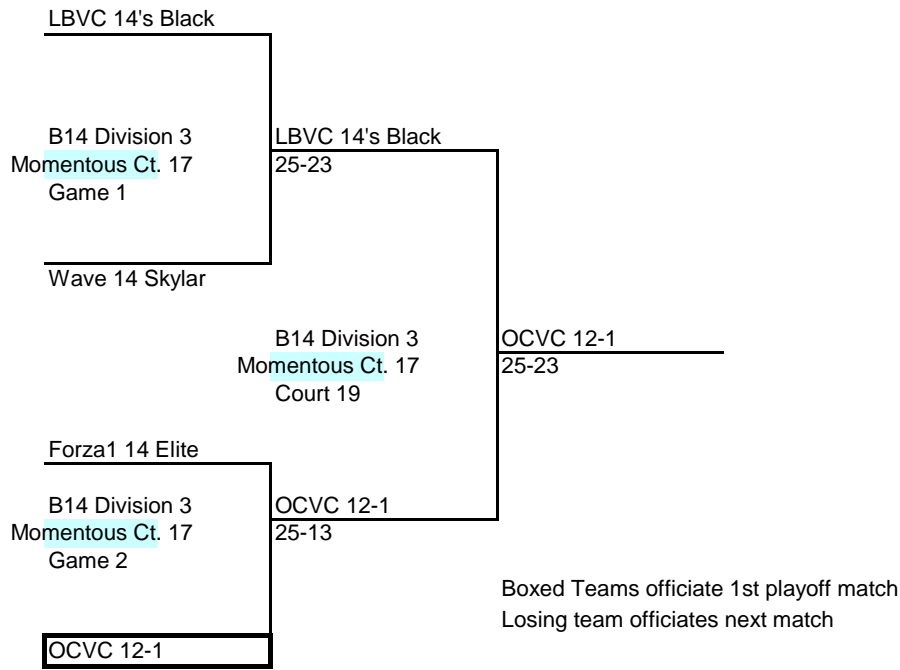 LBVC 14's Black
B14 Division 3
Momentous Ct. 17
Game 1
LBVC 14's Black
25-23
Wave 14 Skylar
B14 Division 3
Momentous Ct. 17
Court 19
OCVC 12-1
25-23
Forza1 14 Elite
B14 Division 3
Momentous Ct. 17
Game 2
OCVC 12-1
25-13
Boxed Teams officiate 1st playoff match
Losing team officiates next match
OCVC 12-1